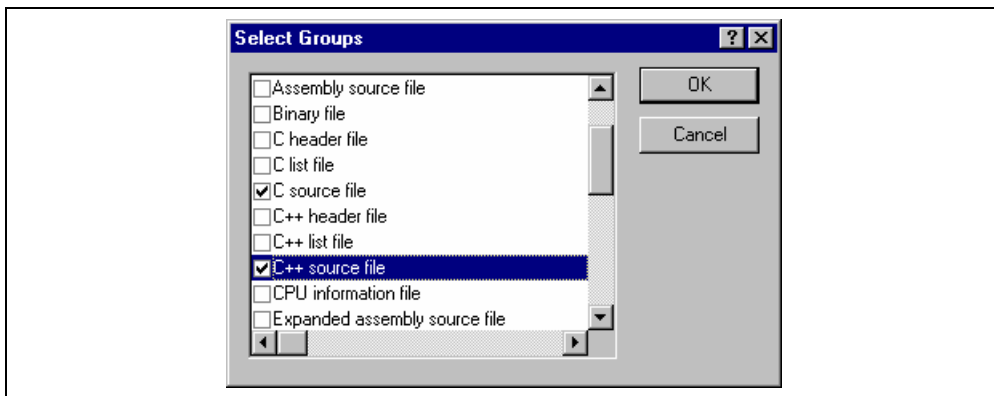 Select Groups
Assembly source file
OK
Binary file
C header file
Cancel
C list file
C source file
C++ header file
C++ list file
C++ source file
CPU information file
Expanded assembly source file